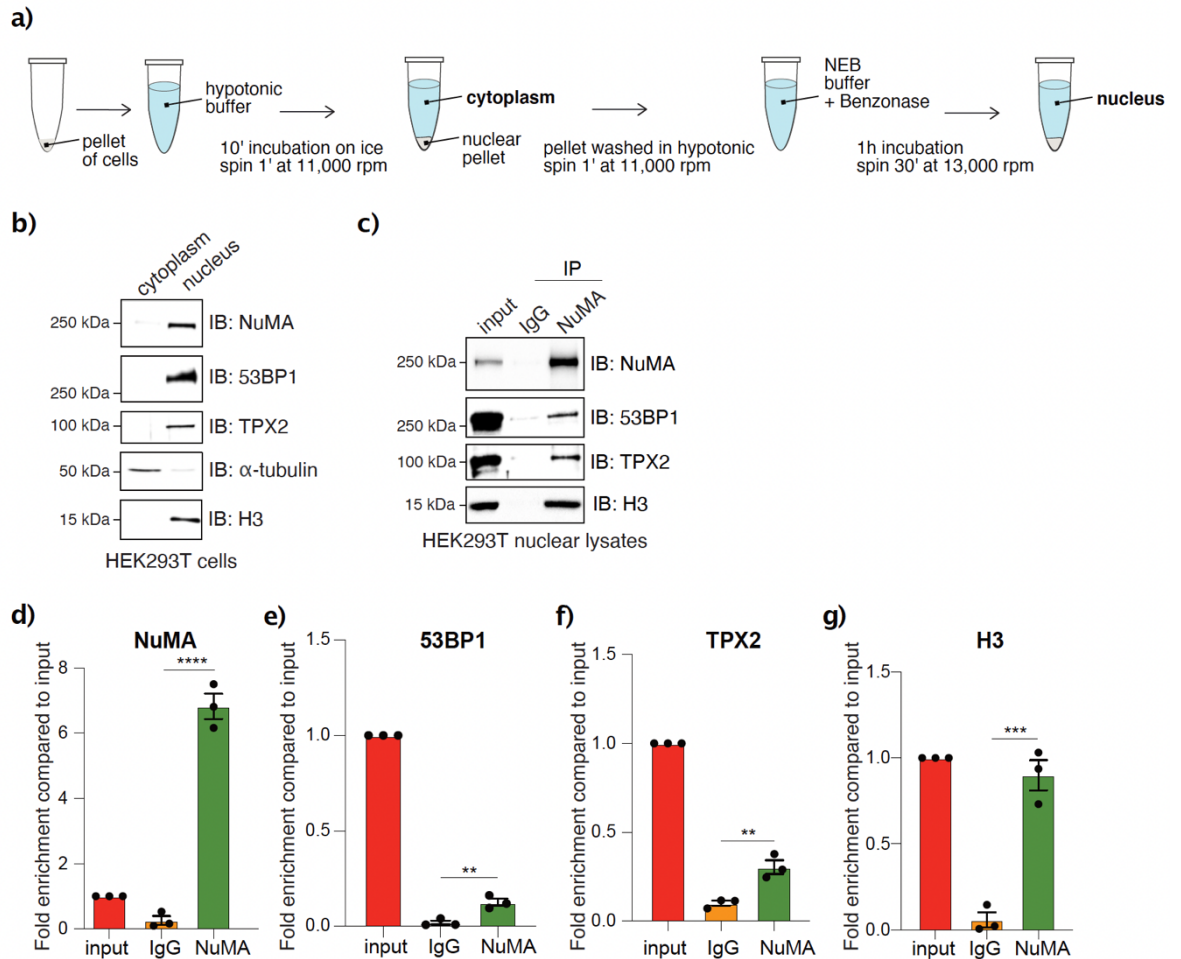 a)
pellet
of cells
hypotonic
buffer
10' incubation on ice
spin 1' at 11,000 rpm
cytoplasm
nuclear
pellet
pellet washed in hypotonic
spin 1' at 11,000 rpm
NEB
buffer
+ Benzonase
1h incubation
spin 30' at 13,000 rpm
nucleus
b)
cytoplasm
nucleus
250 kDa
IB: NuMA
250 kDa
IB: 53BP1
100 kDa
IB: TPX2
50 kDa
IB: α-tubulin
15 kDa
IB: H3
HEK293T cells
c)
IP
input
IgG
NuMA
250 kDa
IB: NuMA
250 kDa
IB: 53BP1
100 kDa
IB: TPX2
15 kDa
IB: H3
HEK293T nuclear lysates
d)
NuMA
Fold enrichment compared to input
8
6
4
2
0
****
input IgG NuMA
e)
53BP1
Fold enrichment compared to input
1.5
1.0
0.5
0.0
**
input IgG NuMA
f)
TPX2
Fold enrichment compared to input
1.5
1.0
0.5
0.0
**
input IgG NuMA
g)
H3
Fold enrichment compared to input
1.5
1.0
0.5
0.0
***
input IgG NuMA